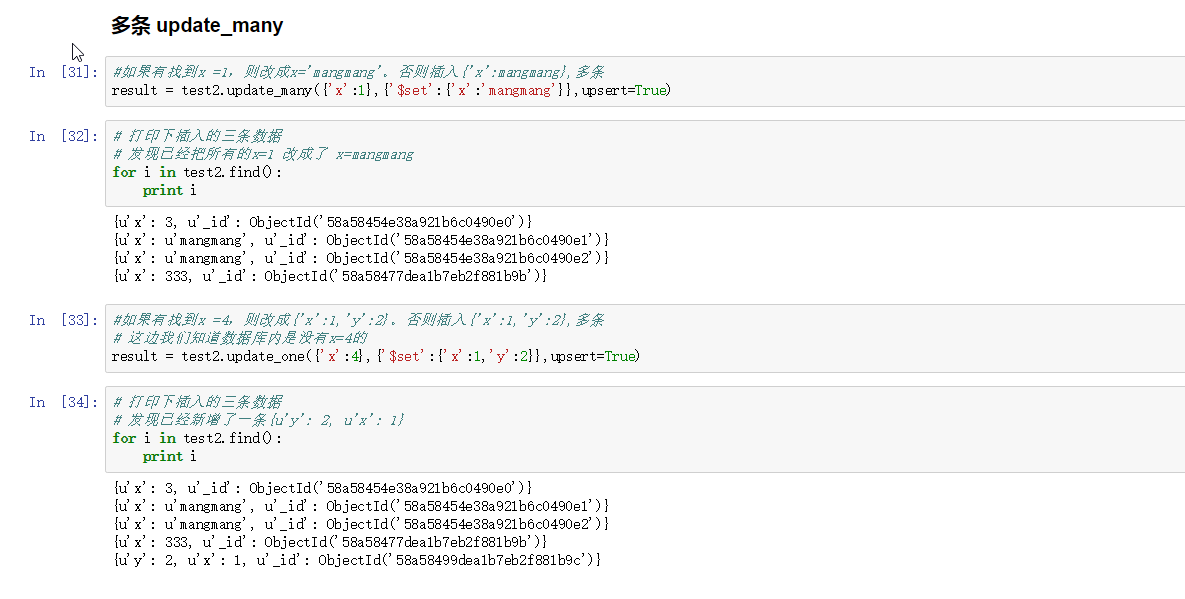 多条 update_many
In [31]:
#如果有找到x =1，则改成x='mangmang'。否则插入{'x':mangmang},多条
result = test2.update_many({'x':1},{'$set':{'x':'mangmang'}},upsert=True)
In [32]:
# 打印下插入的三条数据
# 发现已经把所有的x=1 改成了 x=mangmang
for i in test2.find():
    print i
{u'x': 3, u'_id': ObjectId('58a58454e38a921b6c0490e0')}
{u'x': u'mangmang', u'_id': ObjectId('58a58454e38a921b6c0490e1')}
{u'x': u'mangmang', u'_id': ObjectId('58a58454e38a921b6c0490e2')}
{u'x': 333, u'_id': ObjectId('58a58477dea1b7eb2f881b9b')}
In [33]:
#如果有找到x =4，则改成{'x':1,'y':2}。否则插入{'x':1,'y':2},多条
# 这边我们知道数据库内是没有x=4的
result = test2.update_one({'x':4},{'$set':{'x':1,'y':2}},upsert=True)
In [34]:
# 打印下插入的三条数据
# 发现已经新增了一条{u'y': 2, u'x': 1}
for i in test2.find():
    print i
{u'x': 3, u'_id': ObjectId('58a58454e38a921b6c0490e0')}
{u'x': u'mangmang', u'_id': ObjectId('58a58454e38a921b6c0490e1')}
{u'x': u'mangmang', u'_id': ObjectId('58a58454e38a921b6c0490e2')}
{u'x': 333, u'_id': ObjectId('58a58477dea1b7eb2f881b9b')}
{u'y': 2, u'x': 1, u'_id': ObjectId('58a58499dea1b7eb2f881b9c')}